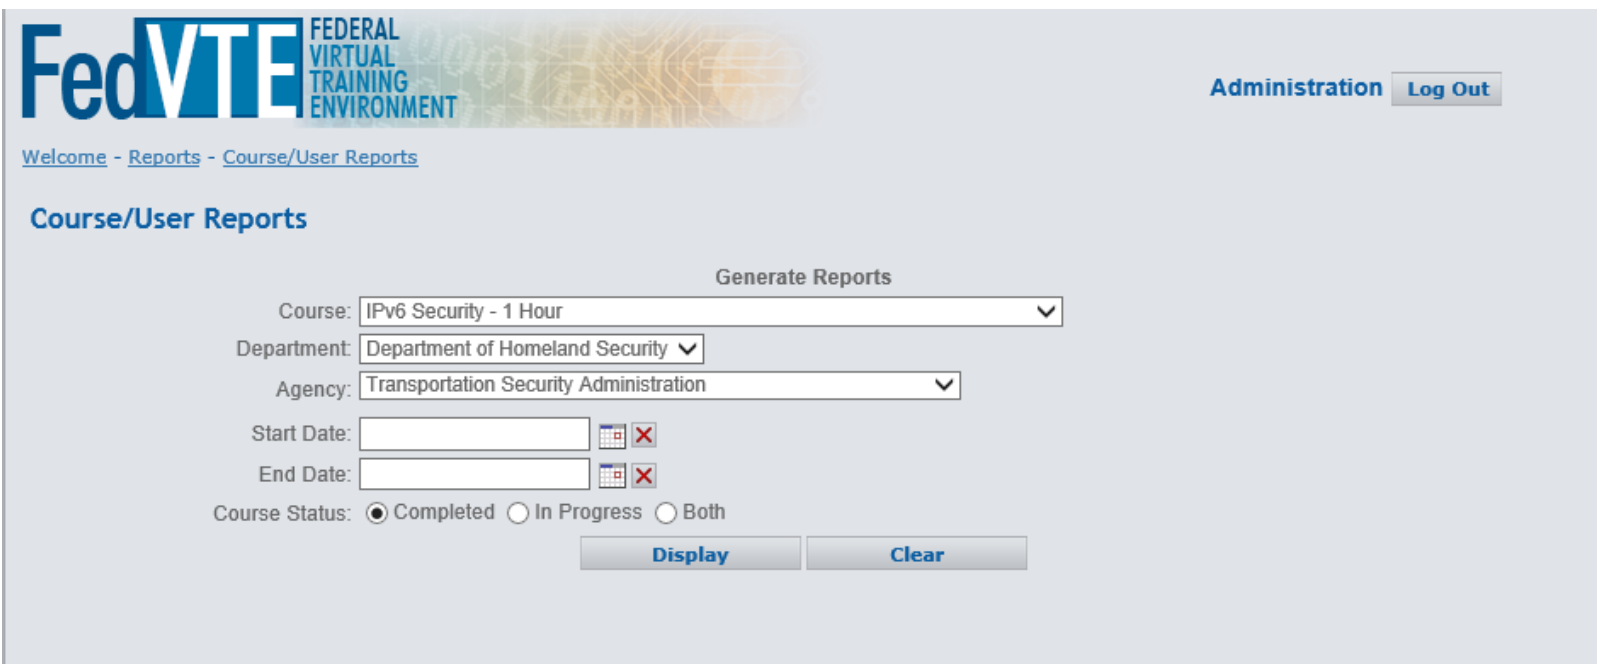 FedVTE FEDERAL
VIRTUAL
TRAINING
ENVIRONMENT
Administration Log Out
Welcome - Reports - Course/User Reports
Course/User Reports
Generate Reports
Course: IPv6 Security - 1 Hour
Department: Department of Homeland Security
Agency: Transportation Security Administration
Start Date:
End Date:
Course Status: Completed In Progress Both
Display Clear